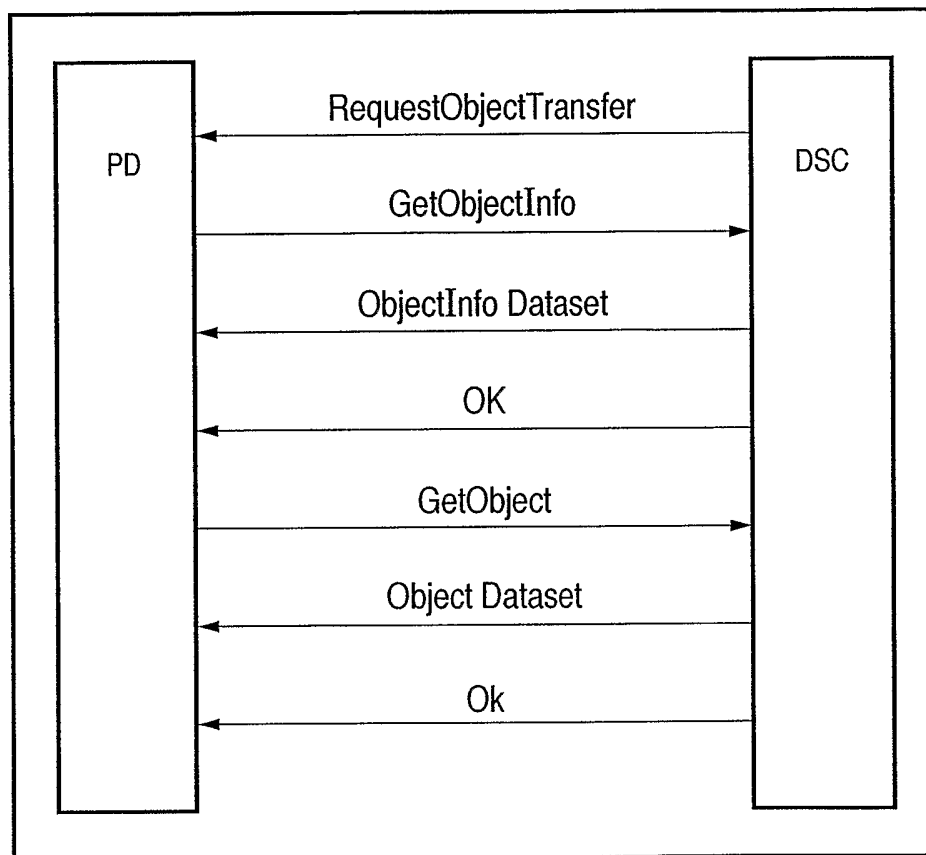 RequestObjectTransfer
PD
DSC
GetObjectInfo
ObjectInfo Dataset
OK
GetObject
Object Dataset
Ok